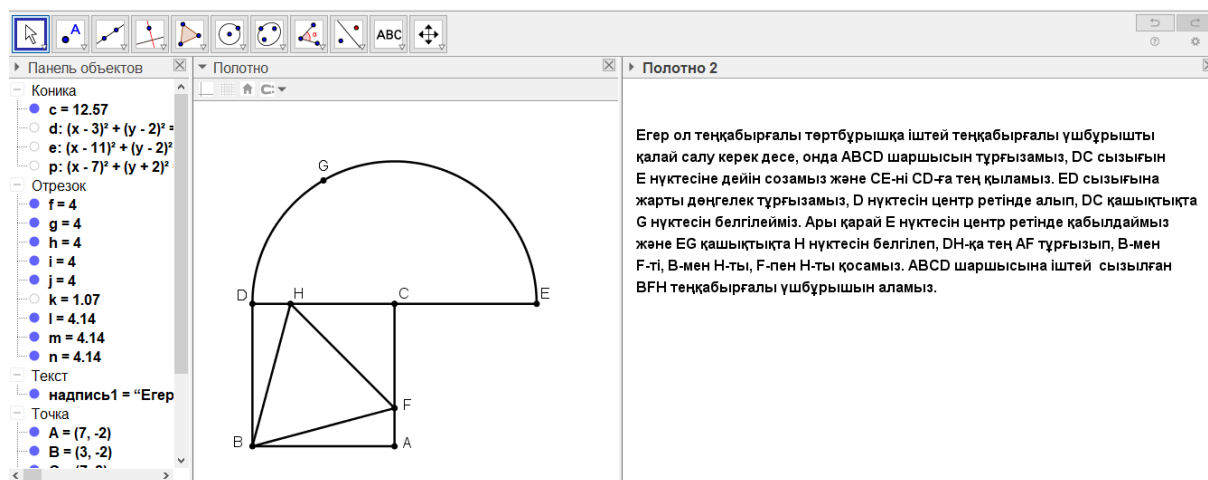 ABC
Панель объектов
Полотно
Полотно 2
Коника
c = 12.57
d: (x - 3)² + (y - 2)² =
e: (x - 11)² + (y - 2)²
p: (x - 7)² + (y + 2)²
Отрезок
f = 4
g = 4
h = 4
i = 4
j = 4
k = 1.07
l = 4.14
m = 4.14
n = 4.14
Текст
надпись1 = “Егер
Точка
A = (7, -2)
B = (3, -2)
G
D H C E
F
B A
Егер ол теңқабырғалы төртбұрышқа іштей теңқабырғалы үшбұрышты
қалай салу керек десе, онда ABCD шаршысын тұрғызамыз, DC сызығын
E нүктесіне дейін созамыз және CE-ні CD-ға тең қыламыз. ED сызығына
жарты дөңгелек тұрғызамыз, D нүктесін центр ретінде алып, DC қашықтықта
G нүктесін белгілейміз. Ары қарай E нүктесін центр ретінде қабылдаймыз
және EG қашықтықта H нүктесін белгілеп, DH-қа тең AF тұрғызып, B-мен
F-ті, B-мен H-ты, F-пен H-ты қосамыз. ABCD шаршысына іштей сызылған
BFH теңқабырғалы үшбұрышын аламыз.